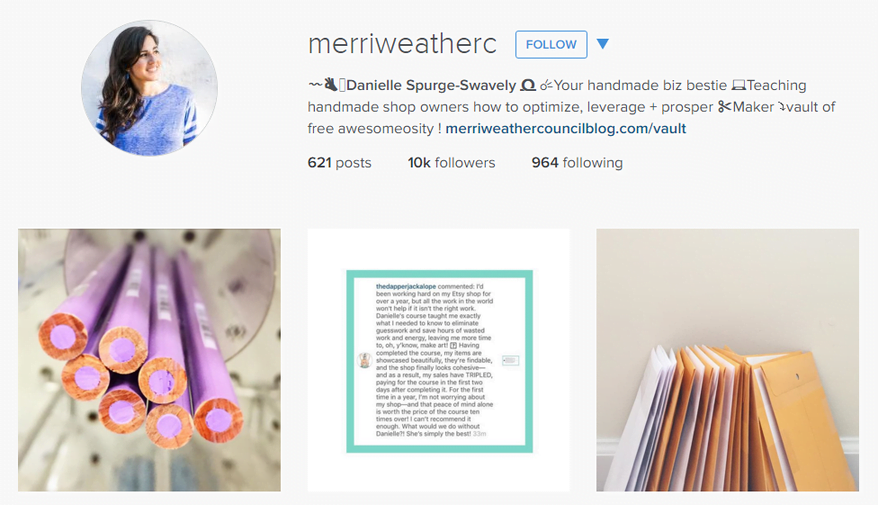 merriweatherc FOLLOW
Danielle Spurge-Swavely Your handmade biz bestie Teaching
handmade shop owners how to optimize, leverage + prosper Maker vault of
free awesomeosity ! merriweathercouncilblog.com/vault
621 posts 10k followers 964 following
thedapperjackalope commented: I'd
been working hard on my Etsy shop for
over a year, but all the work in the world
won't help if it isn't the right work.
Danielle's course taught me exactly
what I needed to know to eliminate
guesswork and save hours of wasted
work and energy, leaving me more time
to, oh, y'know, make art! Having
completed the course, my items are
showcased beautifully, they're findable,
and the shop finally looks cohesive—
and as a result, my sales have TRIPLED,
paying for the course in the first two
days after completing it. For the first
time in a year, I'm not worrying about
my shop—and that peace of mind alone
is worth the price of the course ten
times over! I can't recommend it
enough. What would we do without
Danielle?! She's simply the best! 23m